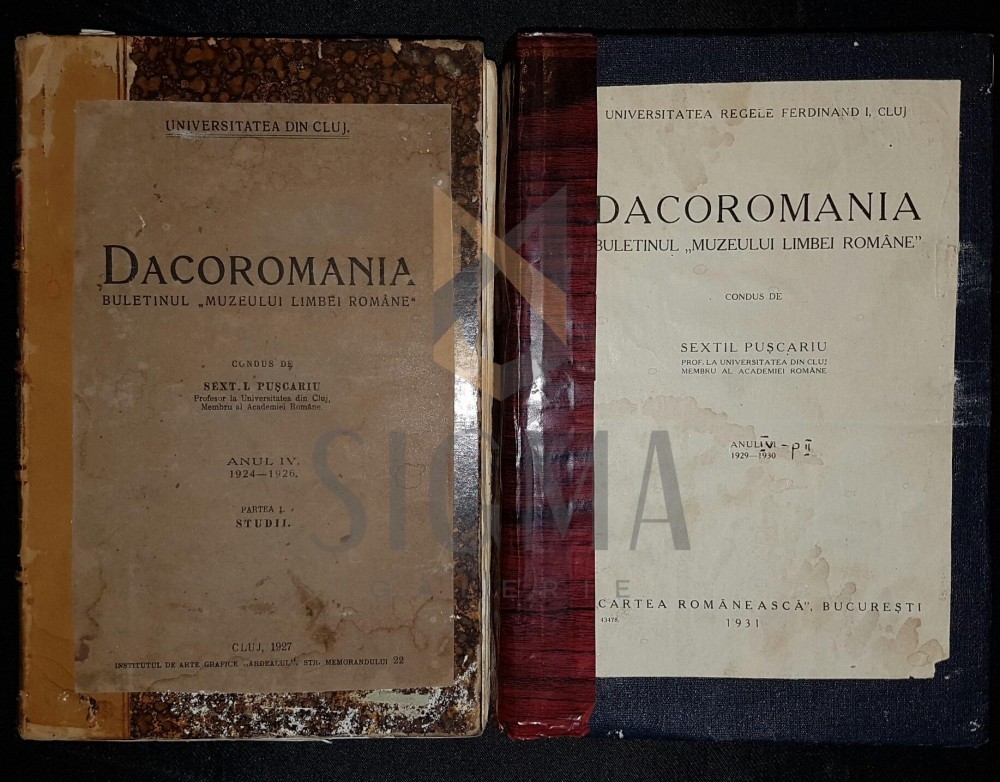 UNIVERSITATEA DIN CLUJ.
DACOROMANIA
BULETINUL „MUZEULUI LIMBEI ROMÂNE“
CONDUS DE
SEXT.L PUŞCARIU
Profesor la Universitatea din Cluj,
Membru al Academiei Române.
ANUL IV.
1924—1926.
PARTEA I.
STUDII.
CLUJ, 1927
INSTITUTUL DE ARTE GRAFICE „ARDEALUL“, STR. MEMORANDULUI 22
UNIVERSITATEA REGELE FERDINAND I, CLUJ
DACOROMANIA
BULETINUL „MUZEULUI LIMBEI ROMÂNE”
CONDUS DE
SEXTIL PUŞCARIU
PROF. LA UNIVERSITATEA DIN CLUJ
MEMBRU AL ACADEMIEI ROMÂNE
ANUL IV - p II
1929—1930
CARTEA ROMÂNEASCĂ”, BUCUREŞTI
43478.
1931
SIGMA